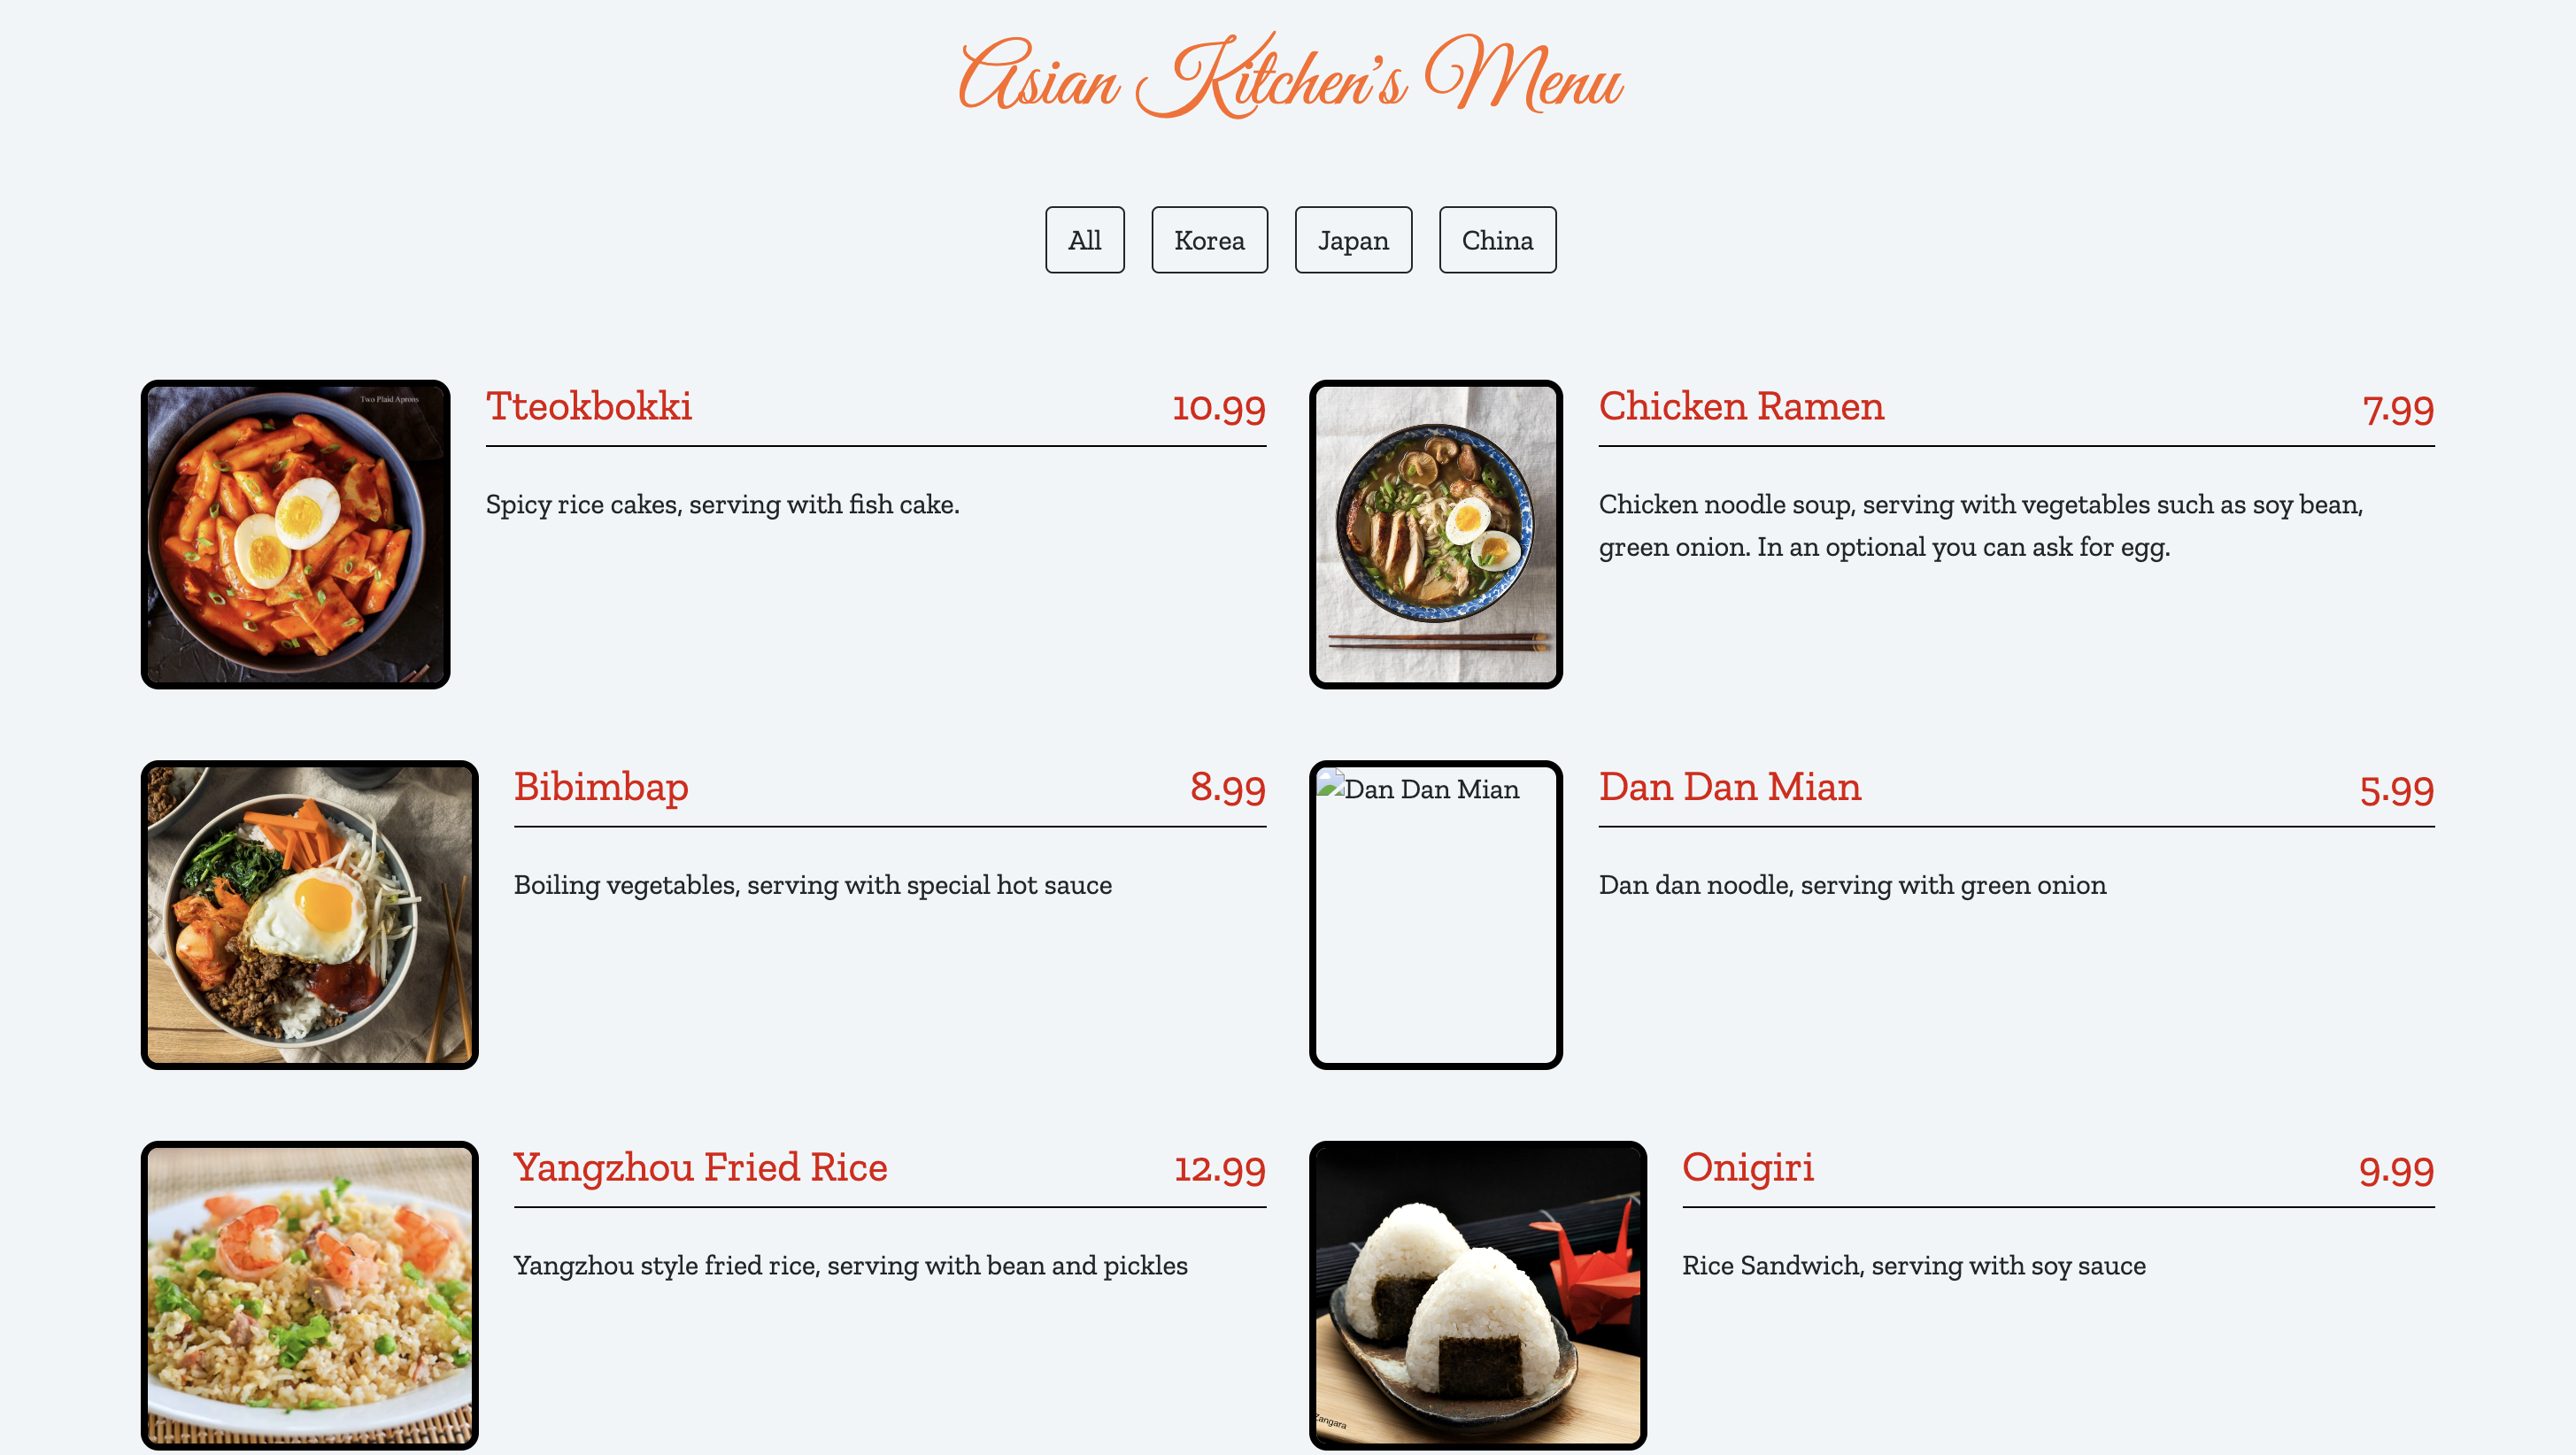 Asian Kitchen's Menu
All
Korea
Japan
China
Two Plaid Aprons
Tteokbokki
10.99
Spicy rice cakes, serving with fish cake.
Chicken Ramen
7.99
Chicken noodle soup, serving with vegetables such as soy bean,
green onion. In an optional you can ask for egg.
Bibimbap
8.99
Boiling vegetables, serving with special hot sauce
Dan Dan Mian
Dan Dan Mian
5.99
Dan dan noodle, serving with green onion
Yangzhou Fried Rice
12.99
Yangzhou style fried rice, serving with bean and pickles
Onigiri
9.99
Rice Sandwich, serving with soy sauce
Zangara